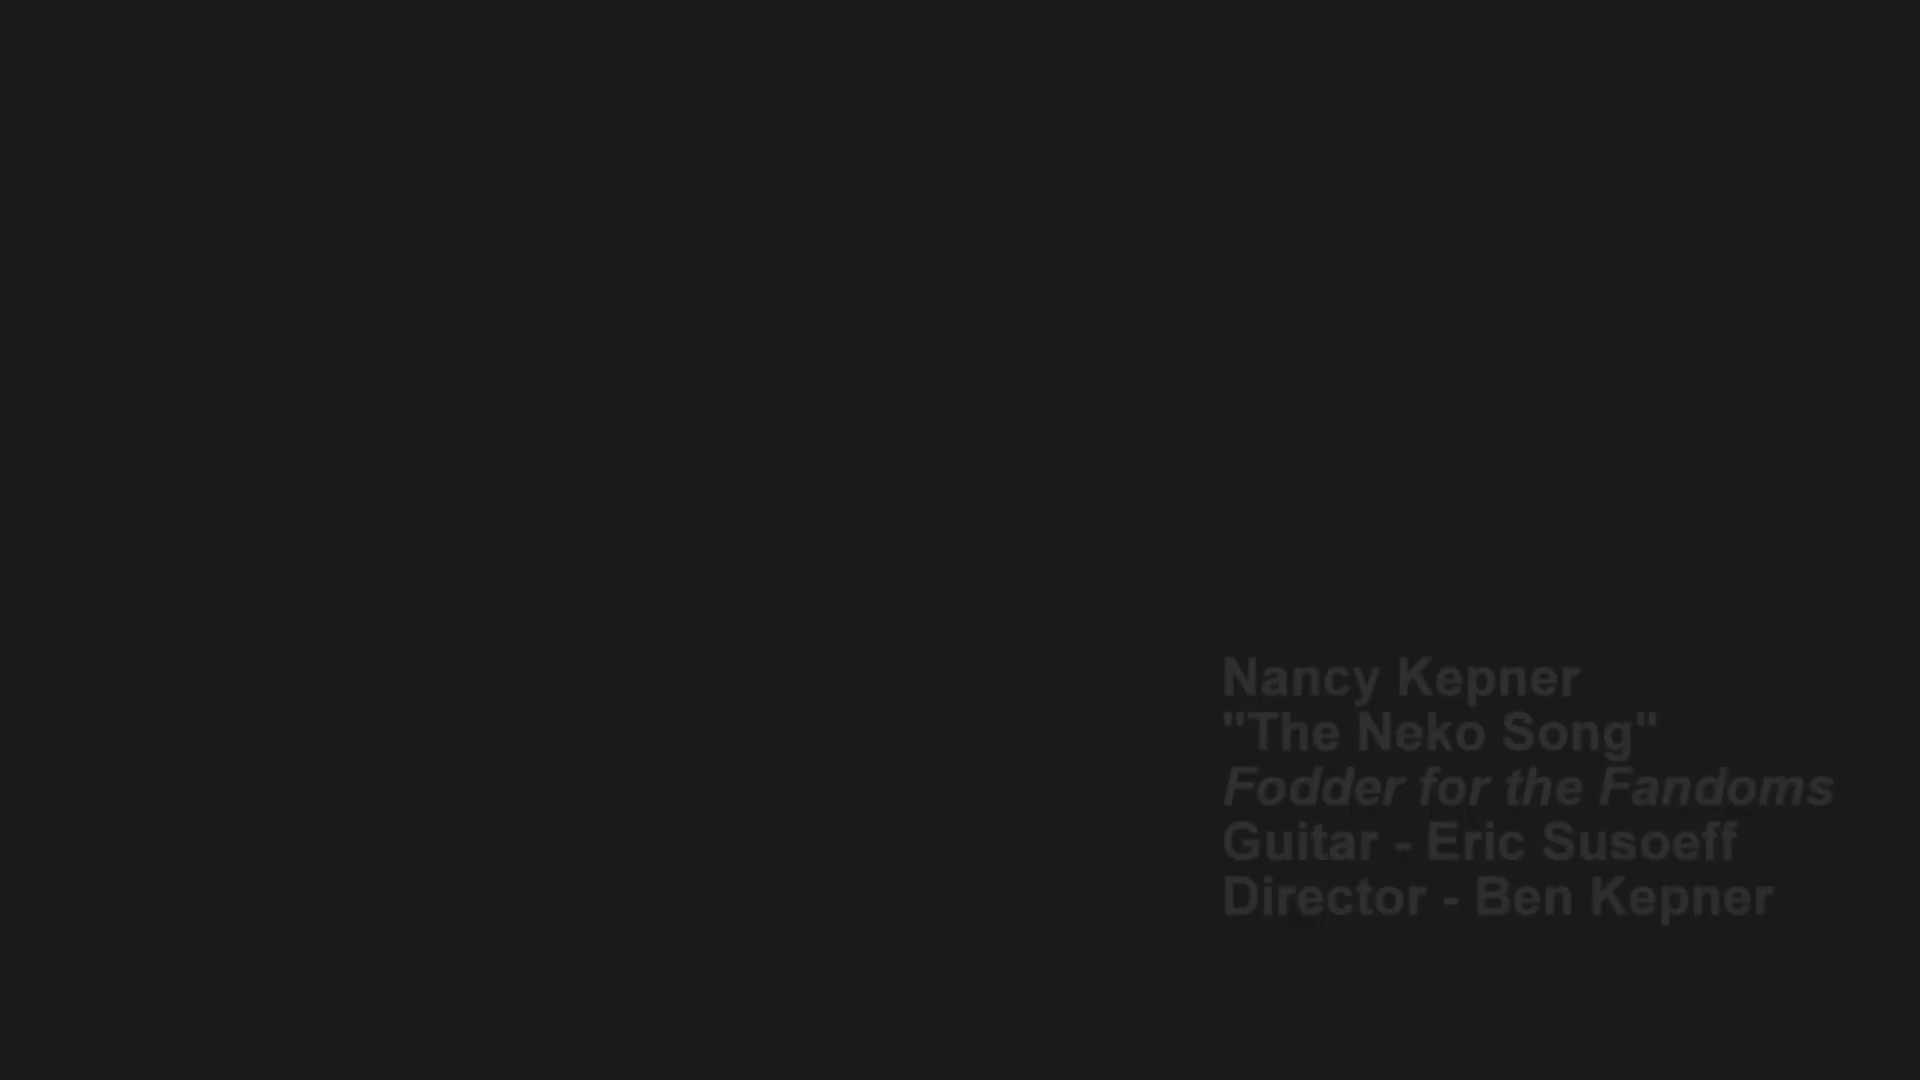 Nancy Kepner
"The Neko Song"
Fodder for the Fandoms
Guitar - Eric Susoeff
Director - Ben Kepner